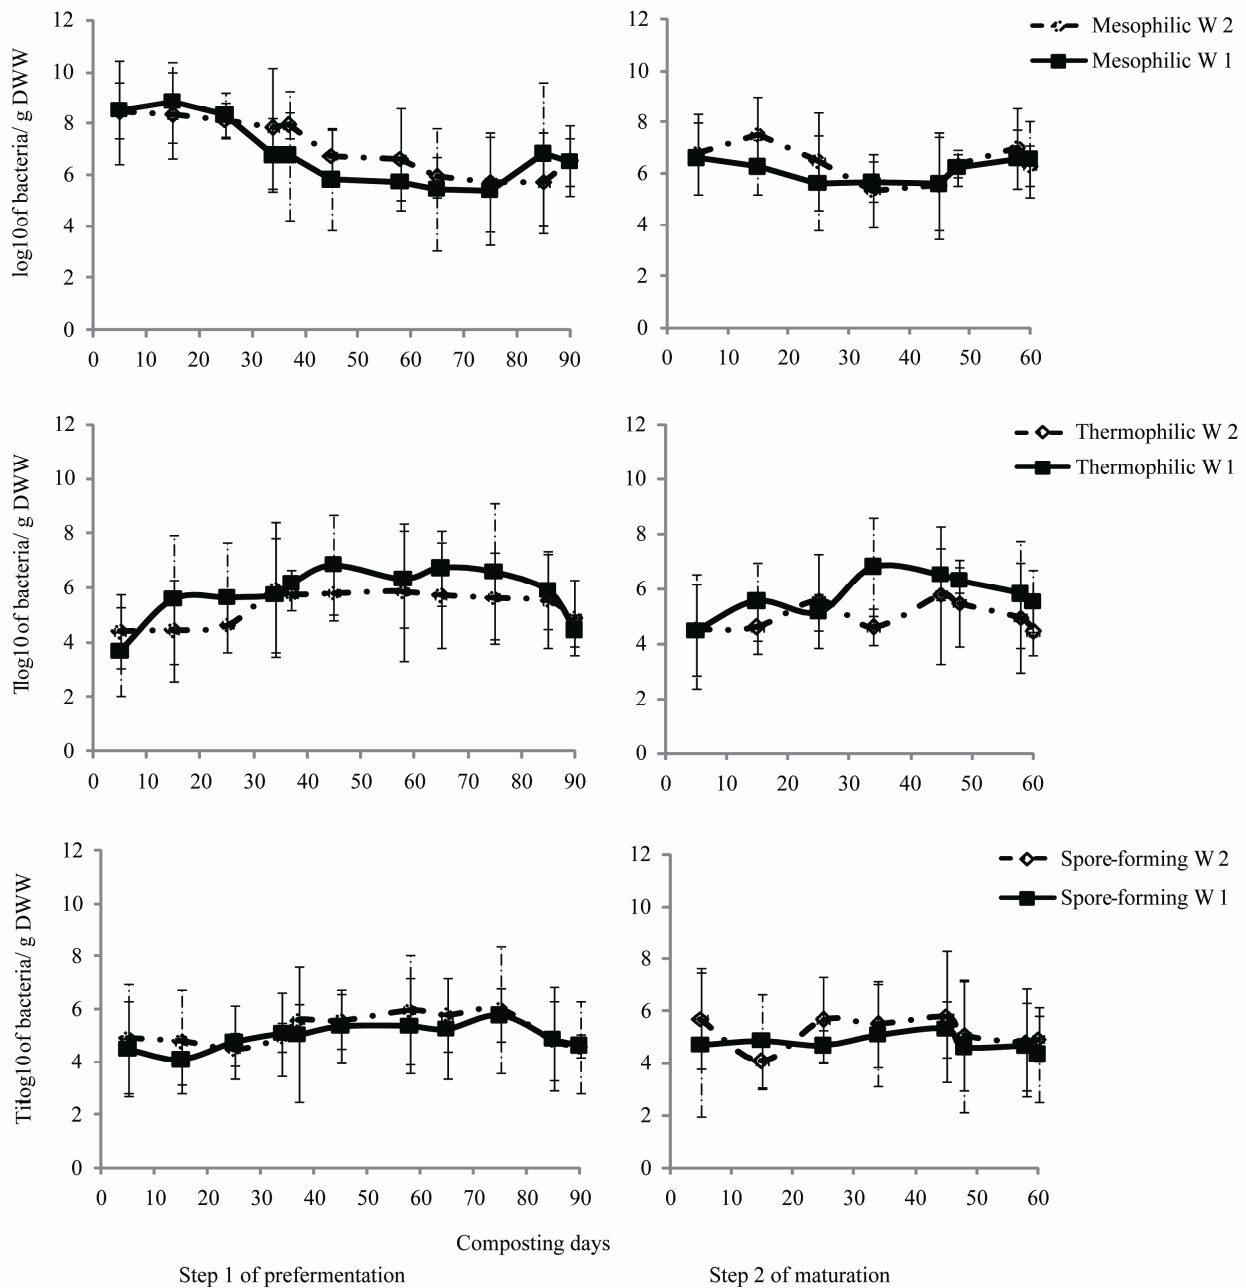 12
10
8
6
4
2
0
log10 of bacteria/ g DWW
0 10 20 30 40 50 60 70 80 90
12
10
8
6
4
2
0
0 10 20 30 40 50 60
Mesophilic W 2
Mesophilic W 1
12
10
8
6
4
2
0
Tlog10 of bacteria/ g DWW
0 10 20 30 40 50 60 70 80 90
12
10
8
6
4
2
0
0 10 20 30 40 50 60
Thermophilic W 2
Thermophilic W 1
12
10
8
6
4
2
0
Titlog10 of bacteria/ g DWW
0 10 20 30 40 50 60 70 80 90
12
10
8
6
4
2
0
0 10 20 30 40 50 60
Spore-forming W 2
Spore-forming W 1
Composting days
Step 1 of prefermentation
Step 2 of maturation